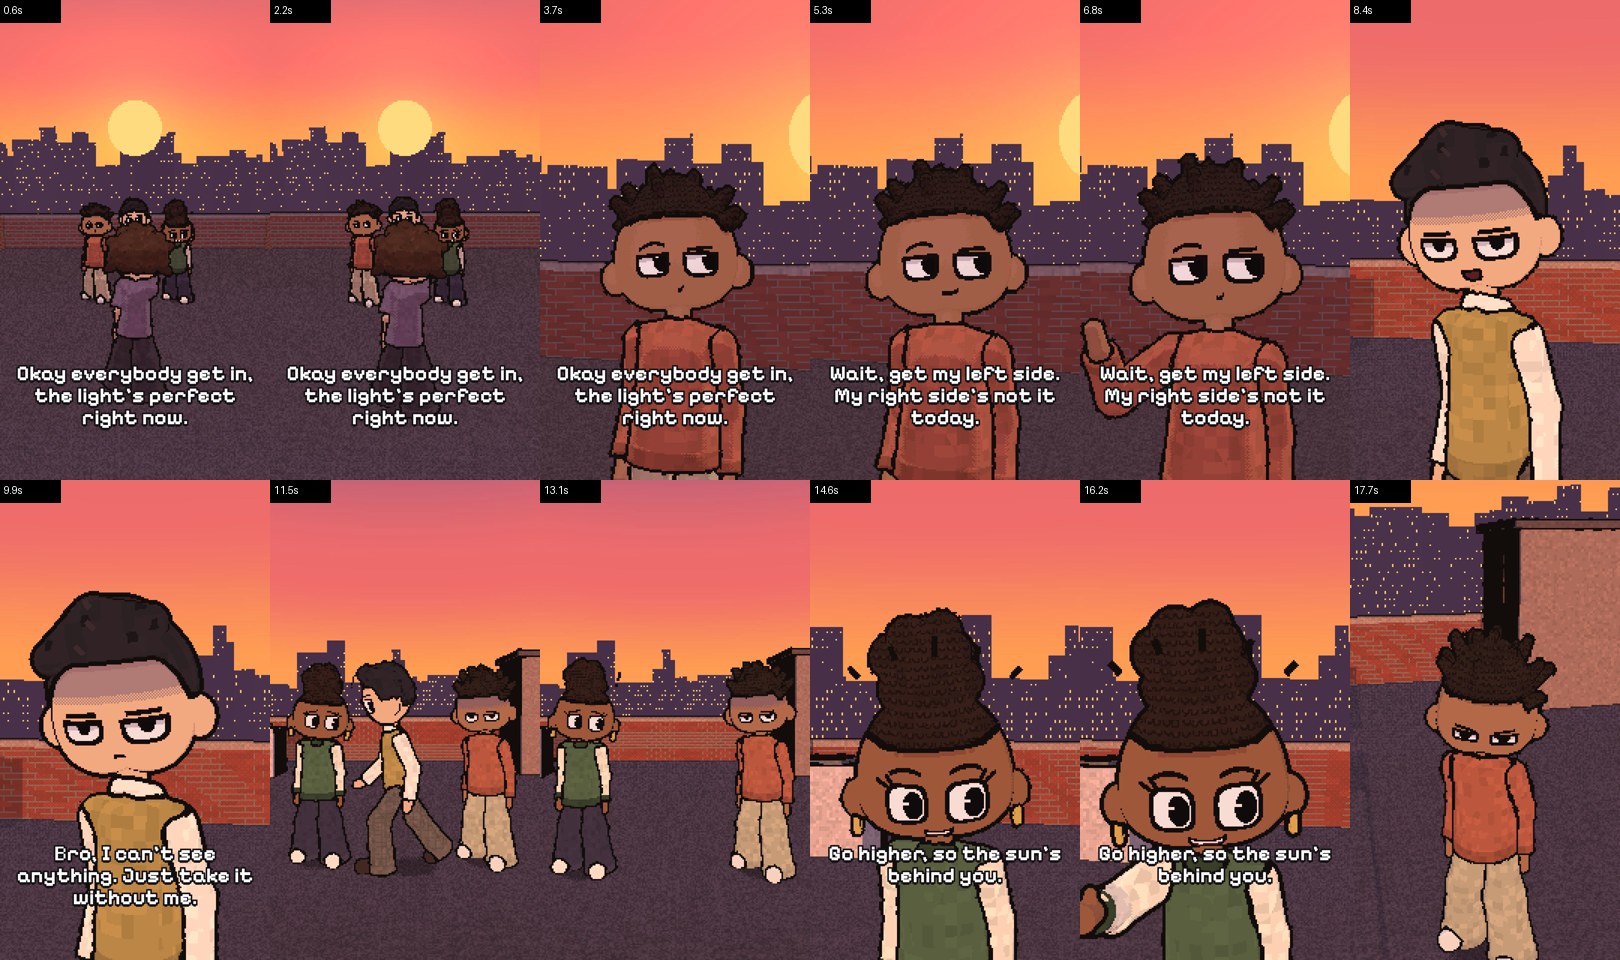 0.6s
2.2s
3.7s
5.3s
6.8s
8.4s
Okay everybody get in,
the light's perfect
right now.
Okay everybody get in,
the light's perfect
right now.
Okay everybody get in,
the light's perfect
right now.
Wait, get my left side.
My right side's not it
today.
Wait, get my left side.
My right side's not it
today.
9.9s
11.5s
13.1s
14.6s
16.2s
17.7s
Bro, I can't see
anything. Just take it
without me.
Go higher, so the sun's
behind you.
Go higher, so the sun's
behind you.